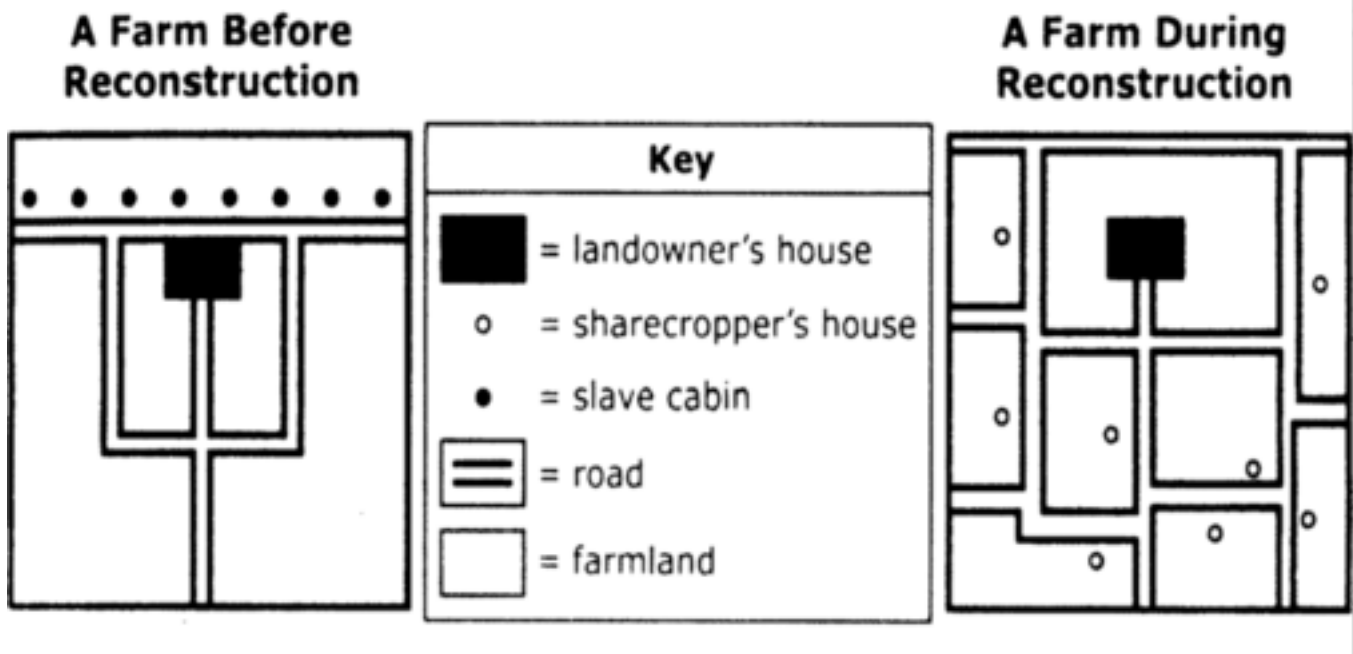 A Farm Before
Reconstruction
Key
= landowner's house
= sharecropper's house
= slave cabin
= road
= farmland
A Farm During
Reconstruction